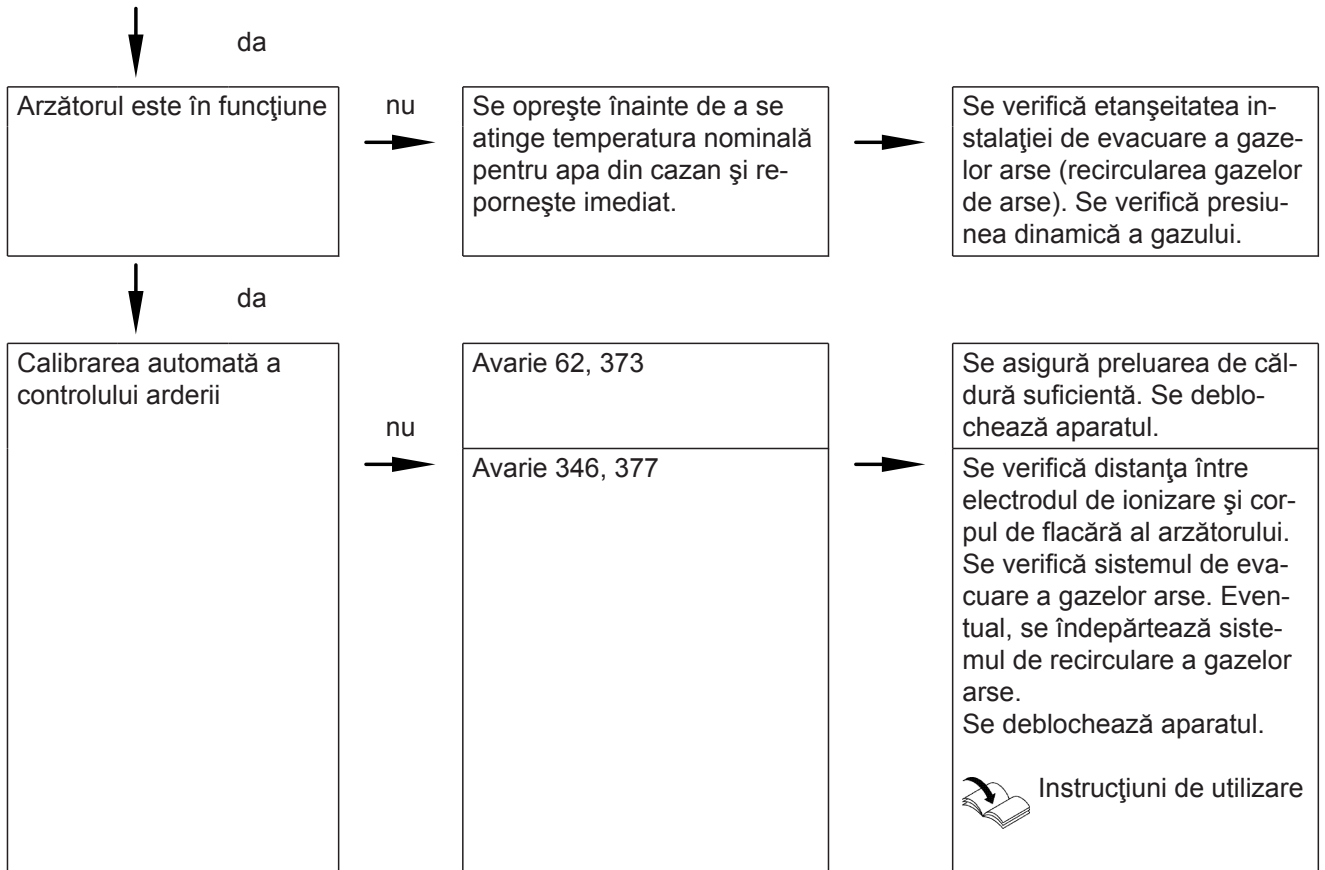 da
Arzătorul este în funcţiune
nu
Se opreşte înainte de a se
atinge temperatura nominală
pentru apa din cazan şi re-
porneşte imediat.
Se verifică etanşeitatea in-
stalaţiei de evacuare a gaze-
lor arse (recircularea gazelor
de arse). Se verifică presiu-
nea dinamică a gazului.
da
Calibrarea automată a
controlului arderii
nu
Avarie 62, 373
Se asigură preluarea de căl-
dură suficientă. Se deblo-
chează aparatul.
Avarie 346, 377
Se verifică distanţa între
electrodul de ionizare şi cor-
pul de flacără al arzătorului.
Se verifică sistemul de eva-
cuare a gazelor arse. Even-
tual, se îndepărtează siste-
mul de recirculare a gazelor
arse.
Se deblochează aparatul.
Instrucţiuni de utilizare